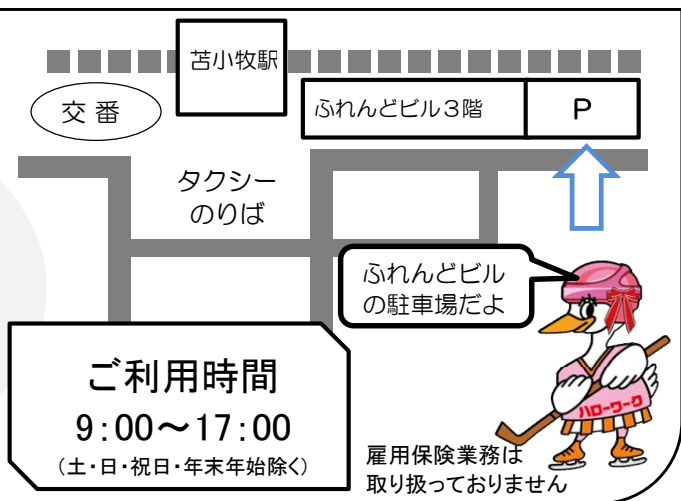 苫小牧駅
交番
ふれんどビル3階
P
タクシー
のりば
ふれんどビル
の駐車場だよ
ハローワーク
ご利用時間
9:00～17:00
(土・日・祝日・年末年始除く)
雇用保険業務は
取り扱っておりません